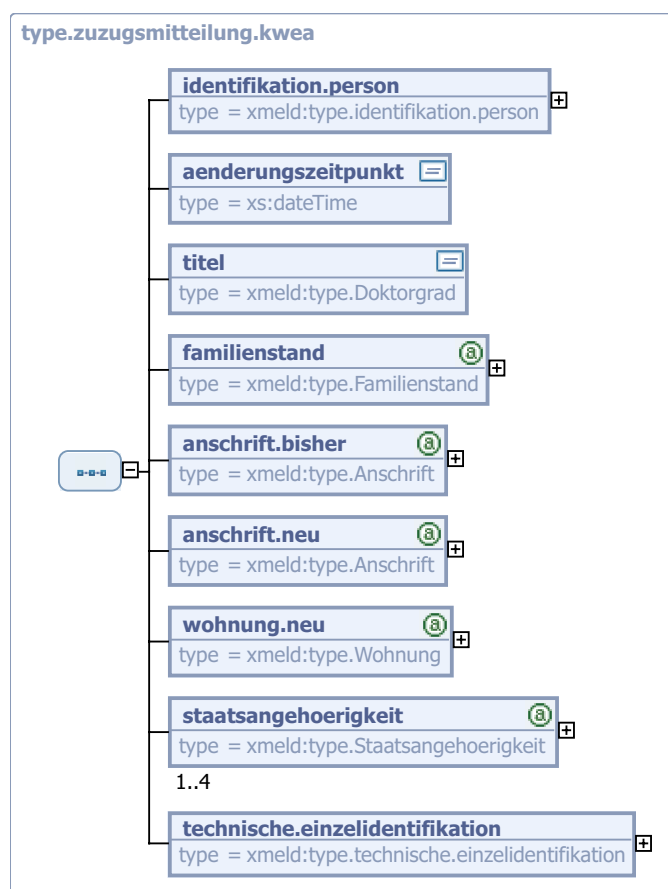 type.zuzugsmitteilung.kwea
identifikation.person
type = xmeld:type.identifikation.person
aenderungszeitpunkt
type = xs:dateTime
titel
type = xmeld:type.Doktorgrad
familienstand
type = xmeld:type.Familienstand
anschrift.bisher
type = xmeld:type.Anschrift
anschrift.neu
type = xmeld:type.Anschrift
wohnung.neu
type = xmeld:type.Wohnung
staatsangehoerigkeit
type = xmeld:type.Staatsangehoerigkeit
1..4
technische.einzelidentifikation
type = xmeld:type.technische.einzelidentifikation